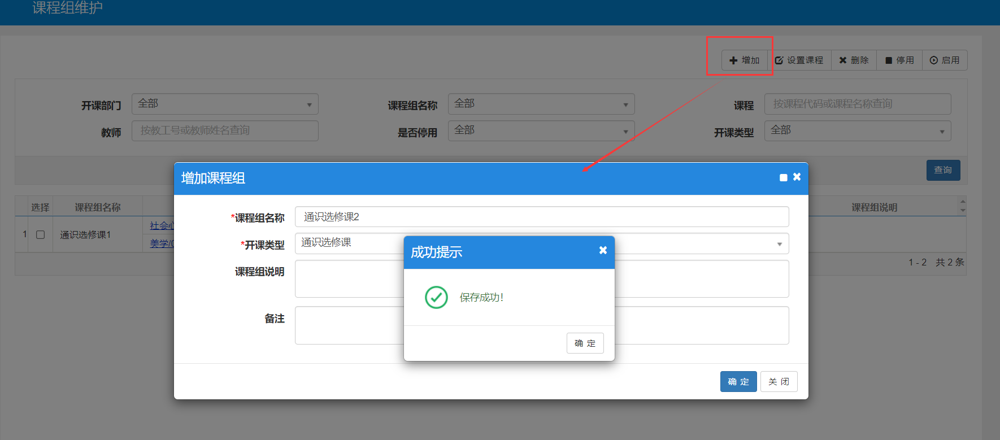 课程组维护
增加 设置课程 删除 停用 启用
开课部门 全部 课程组名称 全部 课程 按课程代码或课程名称查询
教师 按教工号或教师姓名查询 是否停用 全部 开课类型 全部
查询
增加课程组
选择 课程组名称 课程组说明
*课程组名称 通识选修课2
1 通识选修课1 社会心
美学/0
*开课类型 通识选修课
成功提示
1 - 2 共 2 条
课程组说明
保存成功！
备注
确 定
确 定 关 闭